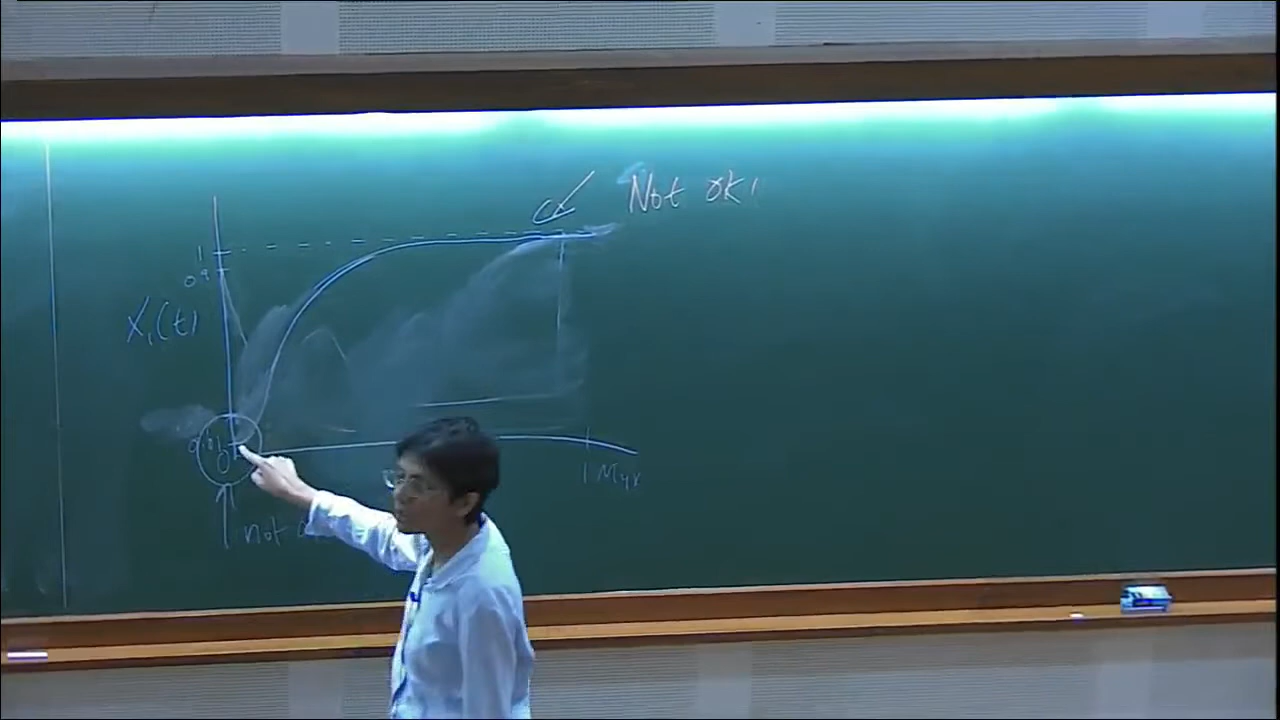 Not ok
1
0.9
X₁(t)
0.1
0
1 Myr
not